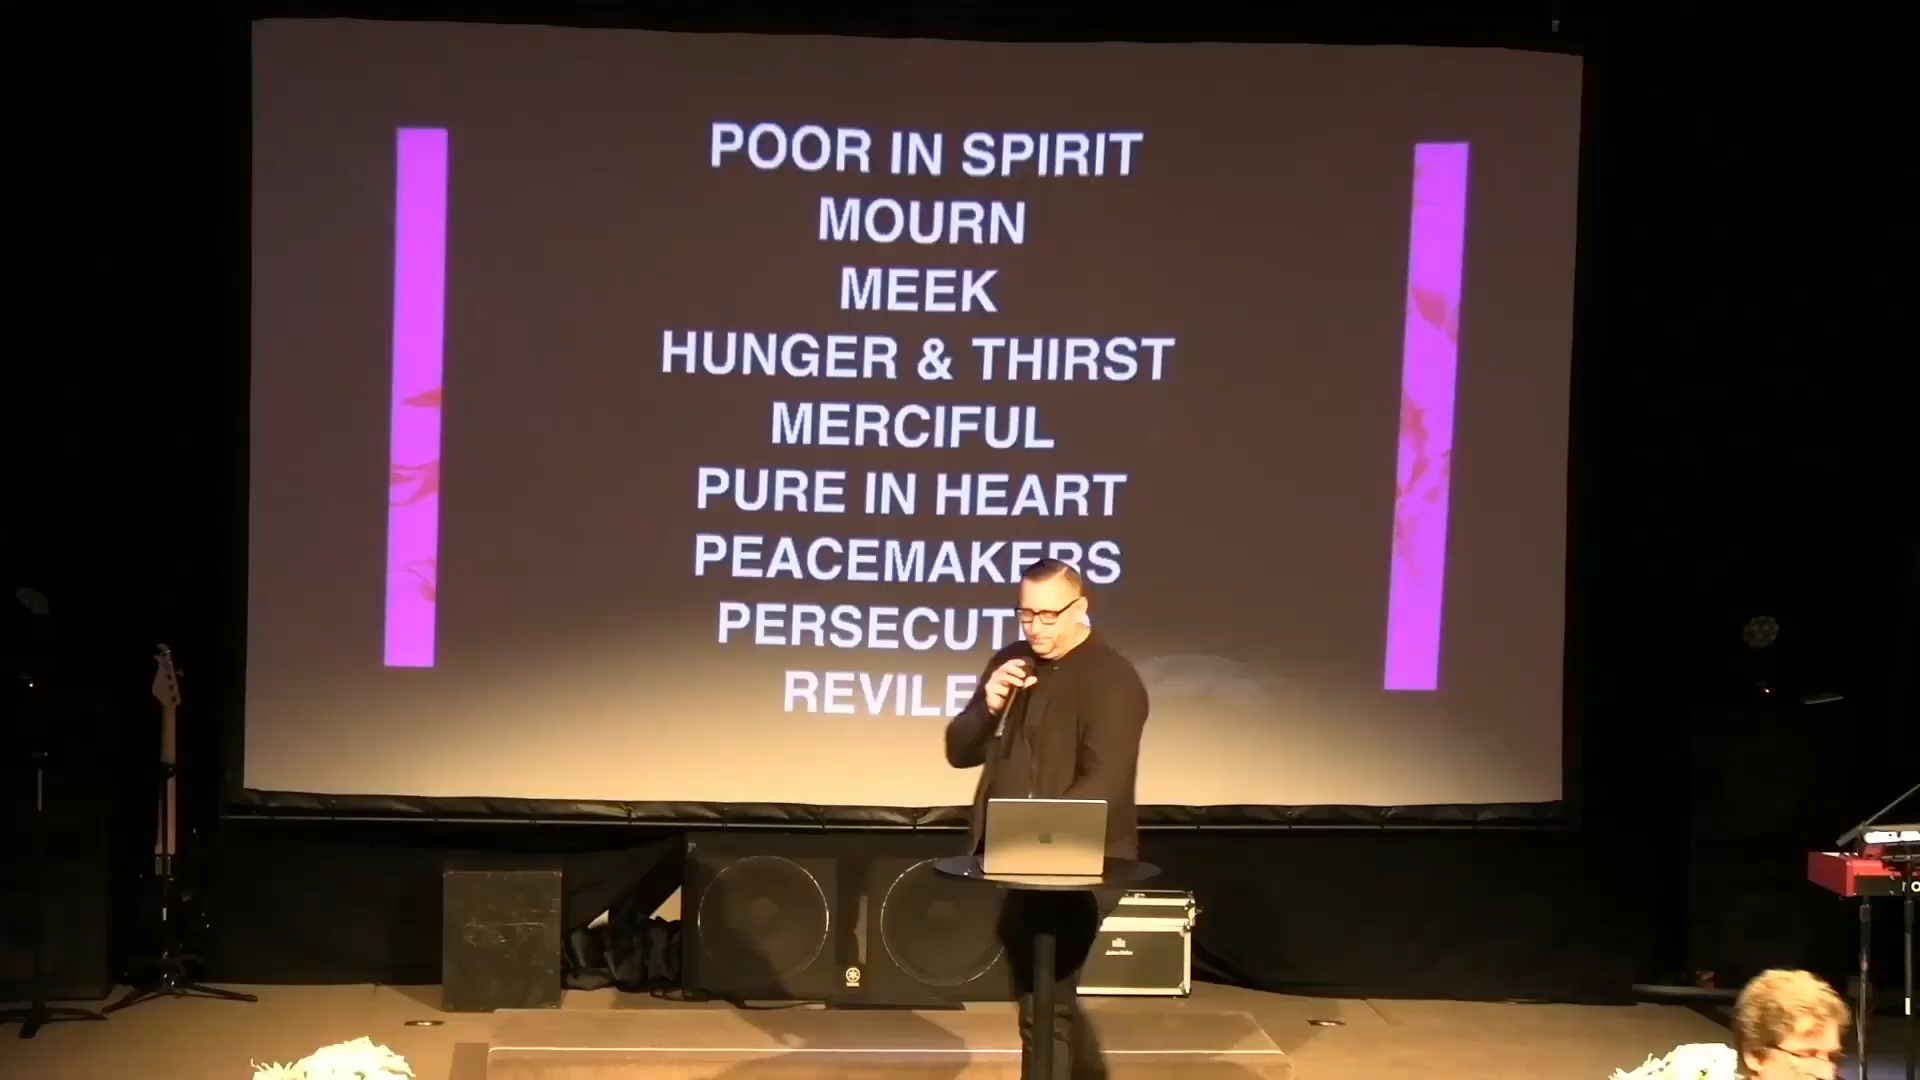 POOR IN SPIRIT
MOURN
MEEK
HUNGER & THIRST
MERCIFUL
PURE IN HEART
PEACEMAKERS